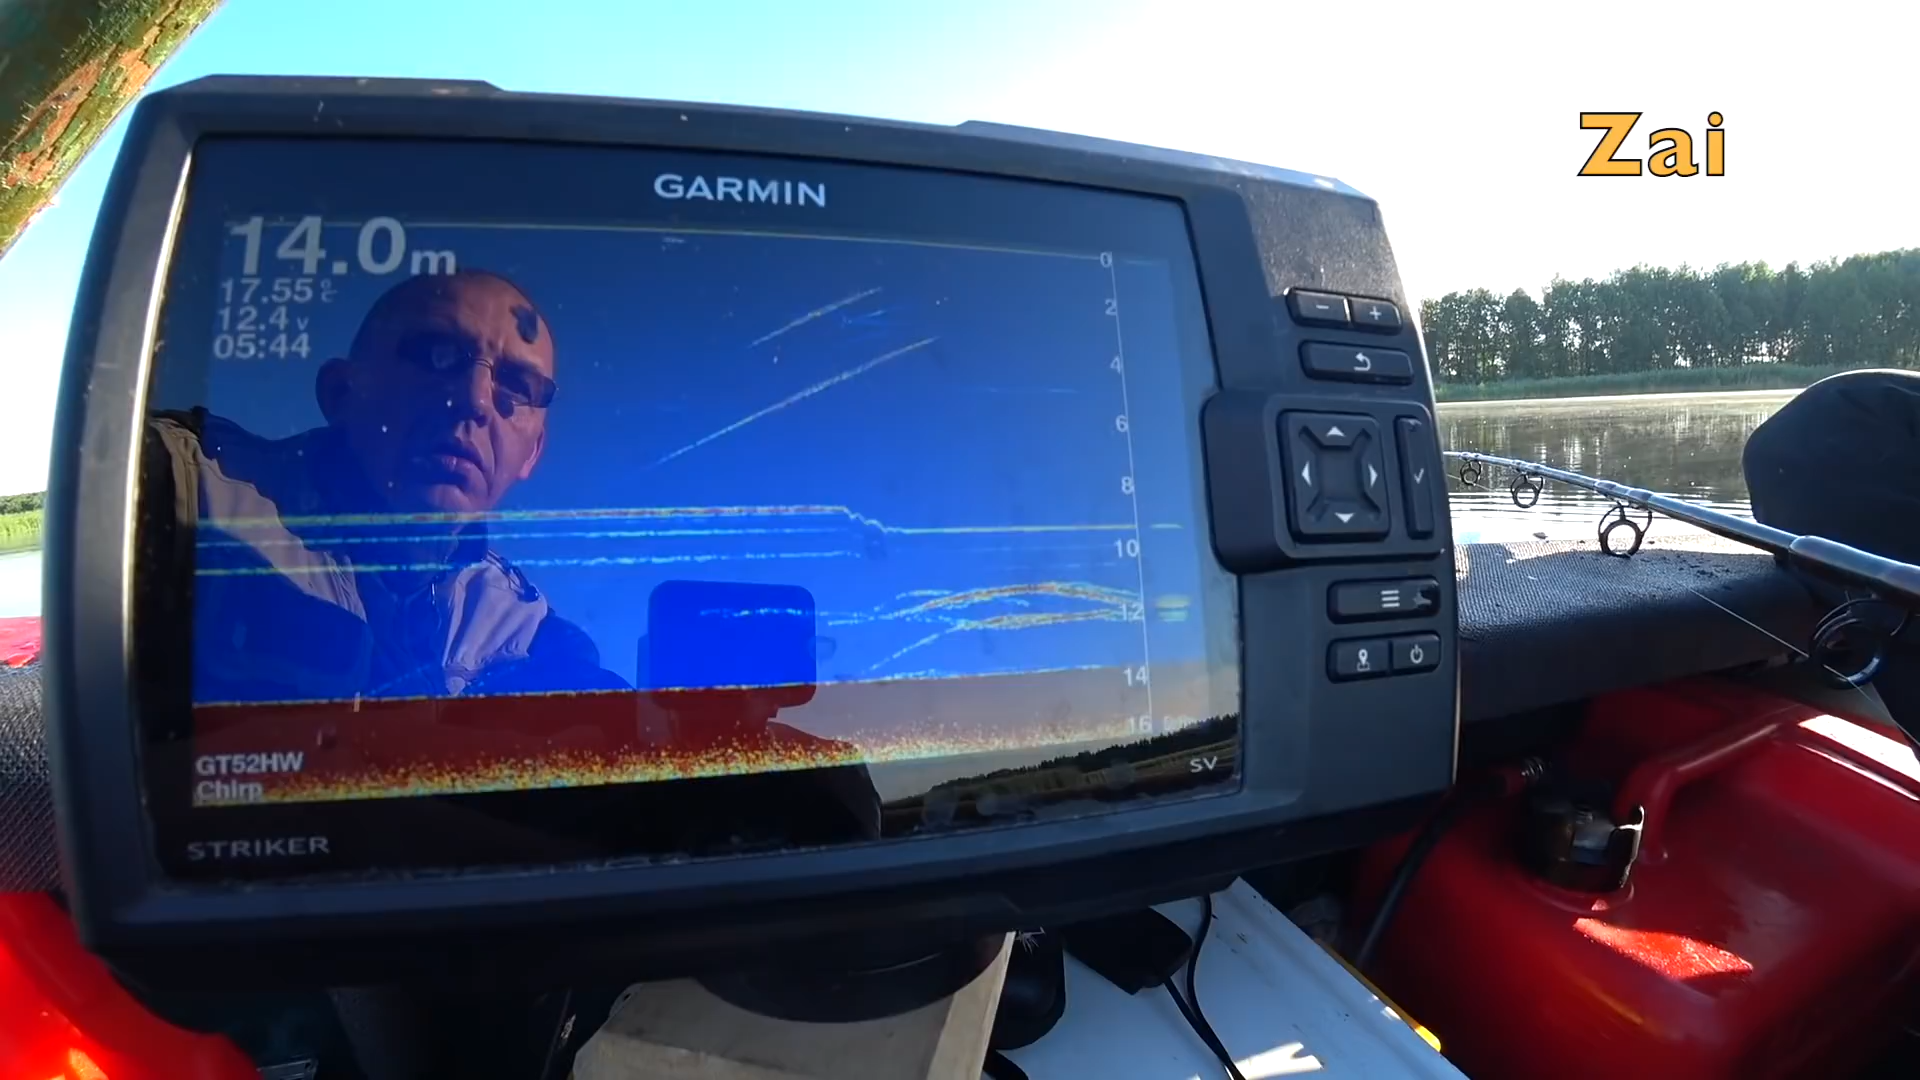 Zai
GARMIN
14.0m
17.55°C
12.4V
05:44
0
2
4
6
8
10
12
14
16
GT52HW
Chirp
SV
STRIKER